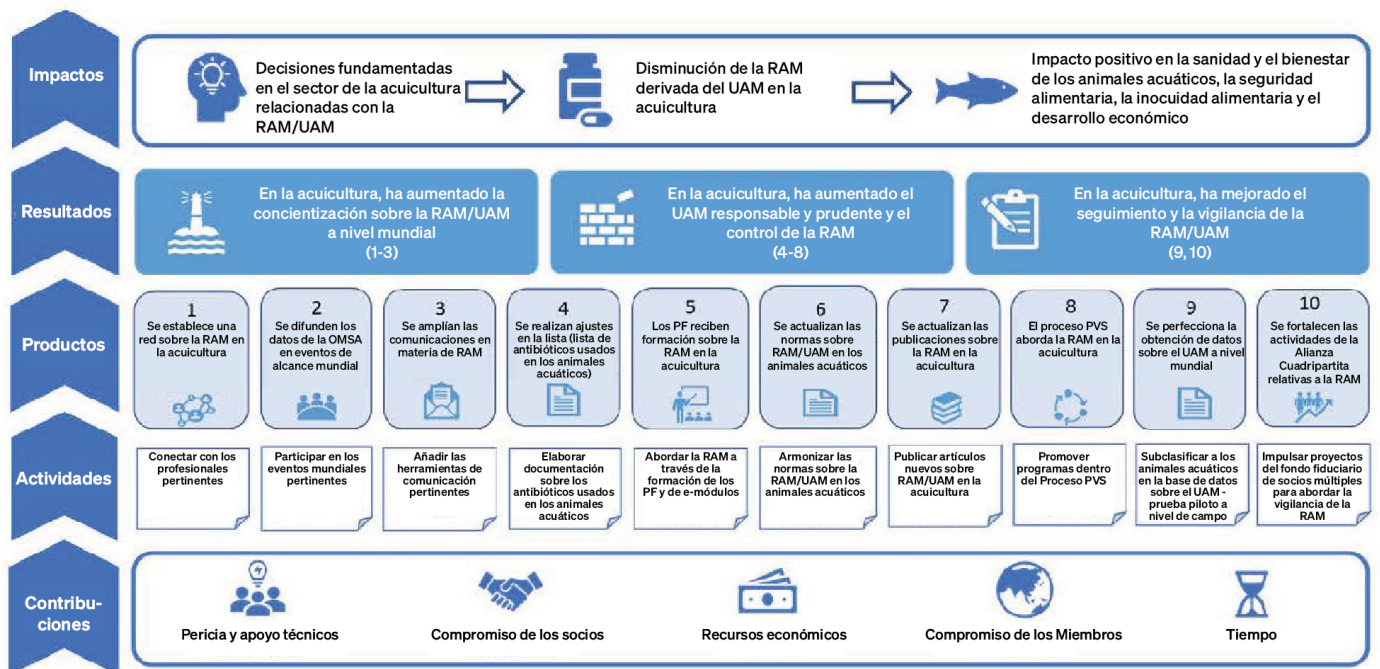 Impactos
Decisiones fundamentadas
en el sector de la acuicultura
relacionadas con la
RAM/UAM
Disminución de la RAM
derivada del UAM en la
acuicultura
Impacto positivo en la sanidad y el bienestar
de los animales acuáticos, la seguridad
alimentaria, la inocuidad alimentaria y el
desarrollo económico
Resultados
En la acuicultura, ha aumentado la
concientización sobre la RAM/UAM
a nivel mundial
(1-3)
En la acuicultura, ha aumentado el
UAM responsable y prudente y el
control de la RAM
(4-8)
En la acuicultura, ha mejorado el
seguimiento y la vigilancia de la
RAM/UAM
(9, 10)
Productos
1
Se establece una
red sobre la RAM en
la acuicultura
2
Se difunden los
datos de la OMSA
en eventos de
alcance mundial
3
Se amplían las
comunicaciones en
materia de RAM
4
Se realizan ajustes
en la lista (lista de
antibióticos usados
en los animales
acuáticos)
5
Los PF reciben
formación sobre la
RAM en la
acuicultura
6
Se actualizan las
normas sobre
RAM/UAM en los
animales acuáticos
7
Se actualizan las
publicaciones sobre
la RAM en la
acuicultura
8
El proceso PVS
aborda la RAM en la
acuicultura
9
Se perfecciona la
obtención de datos
sobre el UAM a nivel
mundial
10
Se fortalecen las
actividades de la
Alianza
Cuadripartita
relativas a la RAM
Actividades
Conectar con los
profesionales
pertinentes
Participar en los
eventos mundiales
pertinentes
Añadir las
herramientas de
comunicación
pertinentes
Elaborar
documentación
sobre los
antibióticos usados
en los animales
acuáticos
Abordar la RAM a
través de la
formación de los
PF y de e-módulos
Armonizar las
normas sobre la
RAM/UAM en los
animales acuáticos
Publicar artículos
nuevos sobre
RAM/UAM en la
acuicultura
Promover
programas dentro
del Proceso PVS
Subclasificar a los
animales acuáticos
en la base de datos
sobre el UAM -
prueba piloto a
nivel de campo
Impulsar proyectos
del fondo fiduciario
de socios múltiples
para abordar la
vigilancia de la
RAM
Contribu-
ciones
Pericia y apoyo técnicos
Compromiso de los socios
Recursos económicos
Compromiso de los Miembros
Tiempo